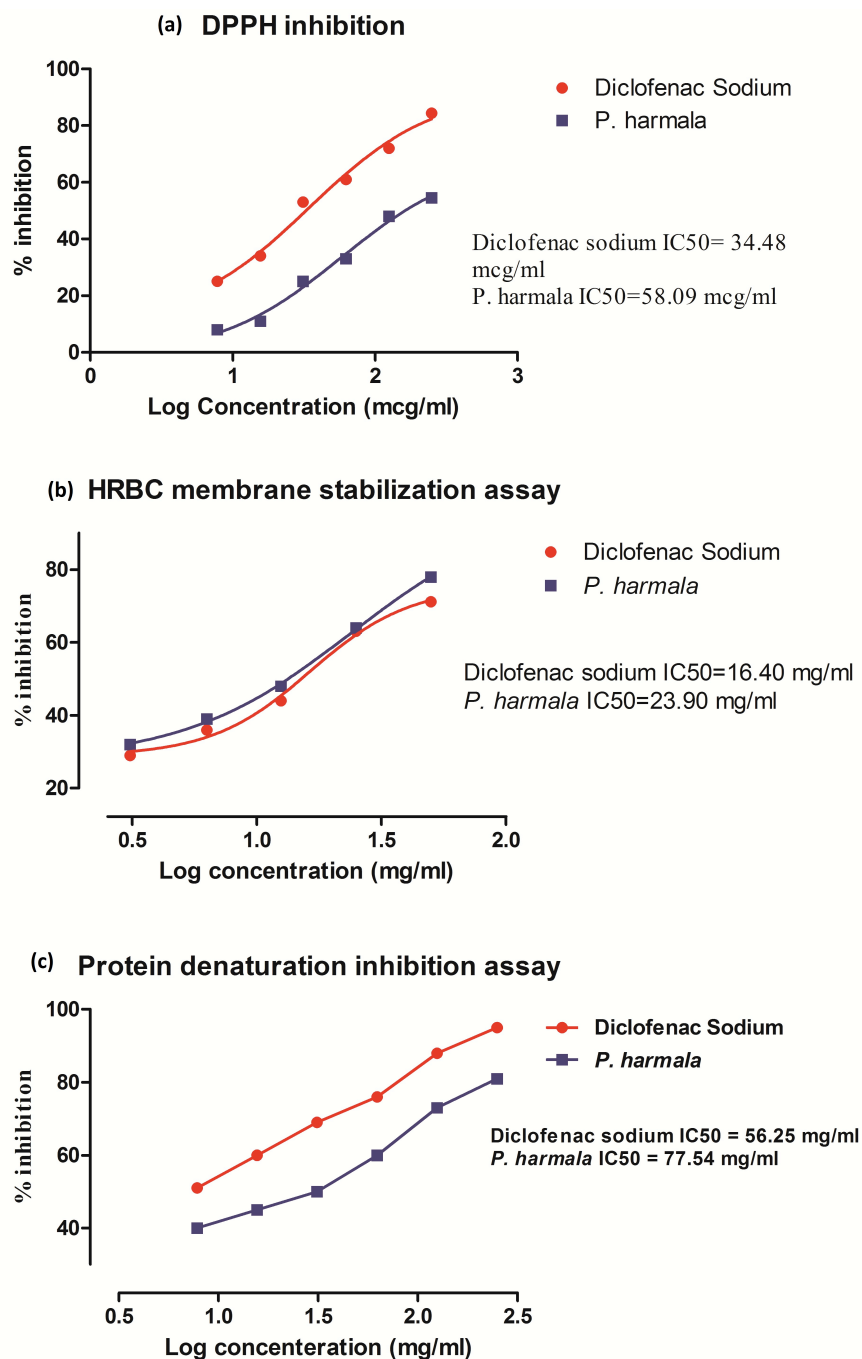 (a) DPPH inhibition
100
80
60
40
20
0
% inhibition
0 1 2 3
Log Concentration (mcg/ml)
Diclofenac Sodium
P. harmala
Diclofenac sodium IC50= 34.48
mcg/ml
P. harmala IC50=58.09 mcg/ml
(b) HRBC membrane stabilization assay
80
60
40
20
% inhibition
0.5 1.0 1.5 2.0
Log concentration (mg/ml)
Diclofenac Sodium
P. harmala
Diclofenac sodium IC50=16.40 mg/ml
P. harmala IC50=23.90 mg/ml
(c) Protein denaturation inhibition assay
100
80
60
40
% inhibition
0.5 1.0 1.5 2.0 2.5
Log concenteration (mg/ml)
Diclofenac Sodium
P. harmala
Diclofenac sodium IC50 = 56.25 mg/ml
P. harmala IC50 = 77.54 mg/ml